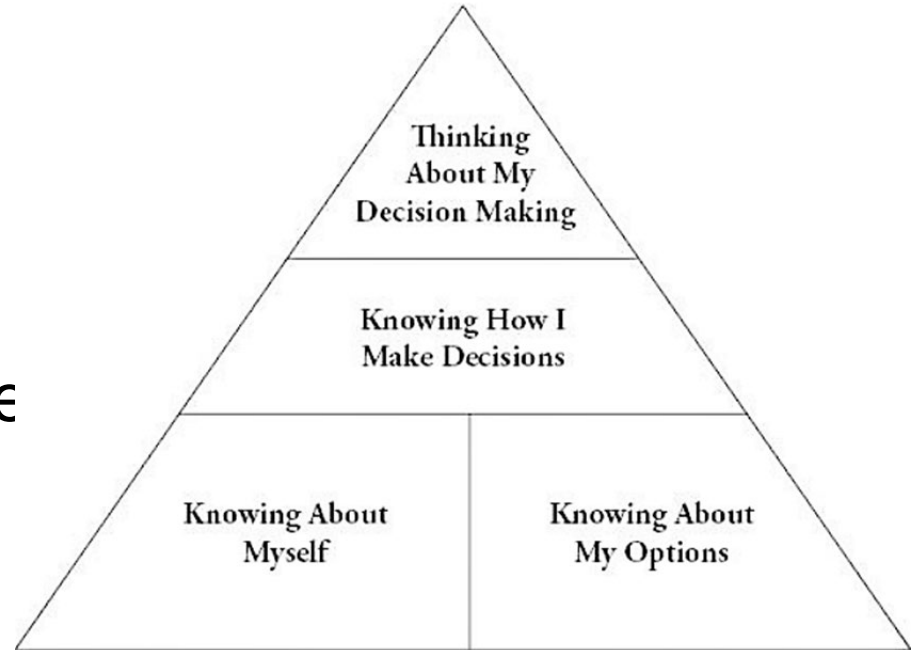 Thinking
About My
Decision Making
Knowing How I
Make Decisions
e
Knowing About
Myself
Knowing About
My Options